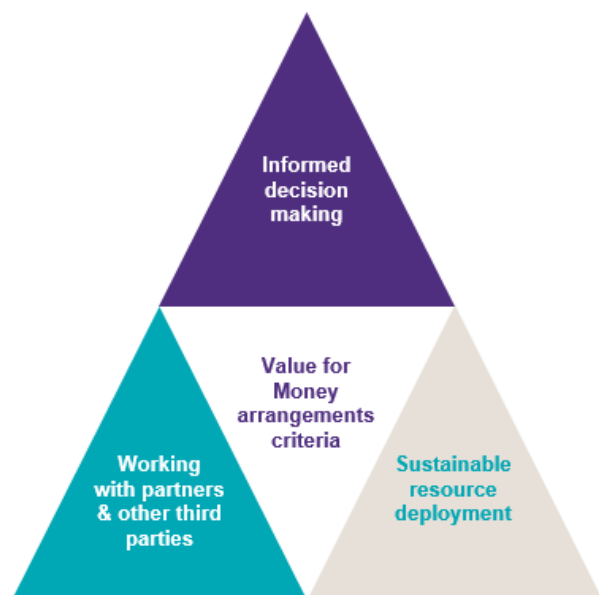 Informed
decision
making
Value for
Money
arrangements
criteria
Working
with partners
& other third
parties
Sustainable
resource
deployment